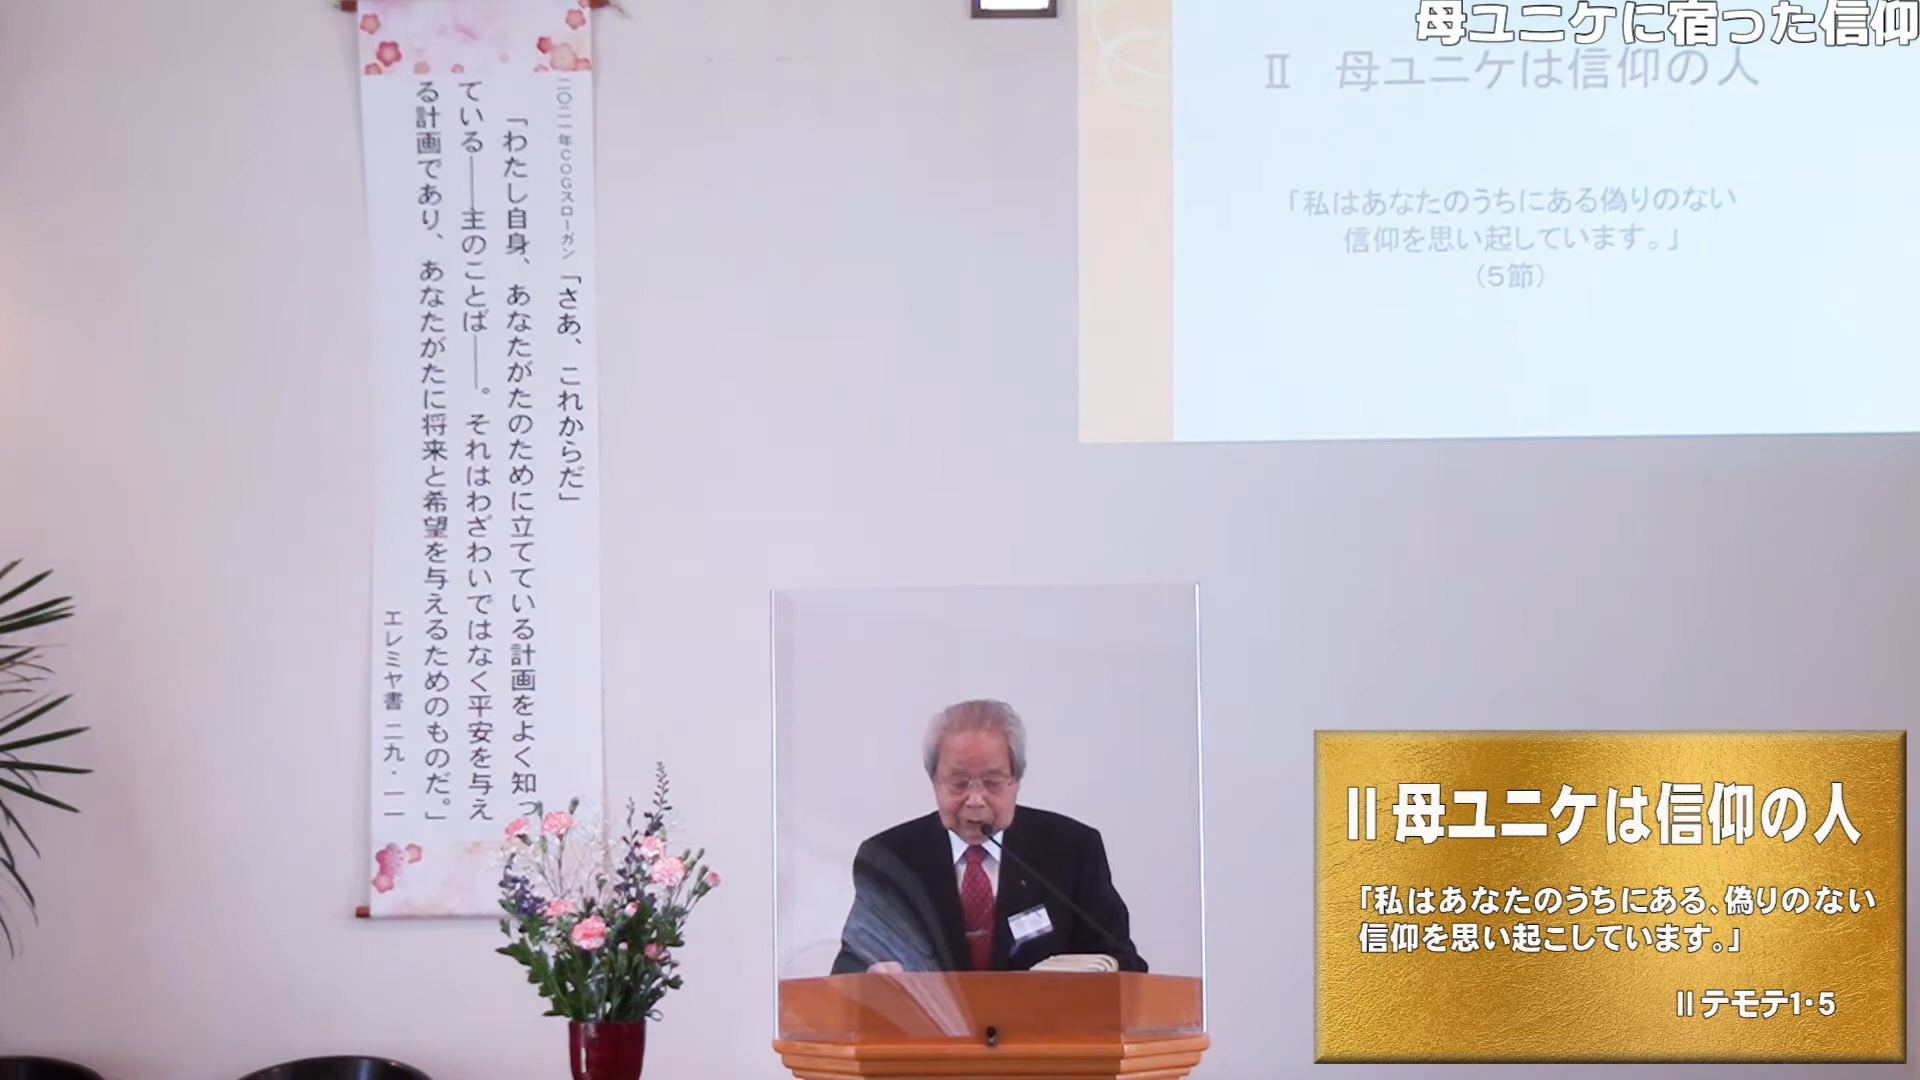 母ユニケに宿った信仰
Ⅱ 母ユニケは信仰の人
「私はあなたのうちにある偽りのない
信仰を思い起しています。」
（５節）
二〇二一年ＣＯＧスローガン 「さあ、これからだ」
「わたし自身、あなたがたのために立てている計画をよく知っ
ている――主のことば――。それはわざわいではなく平安を与え
る計画であり、あなたがたに将来と希望を与えるためのものだ。」
エレミヤ書 二九・一一
Ⅱ母ユニケは信仰の人
「私はあなたのうちにある、偽りのない
信仰を思い起こしています。」
Ⅱテモテ1・5